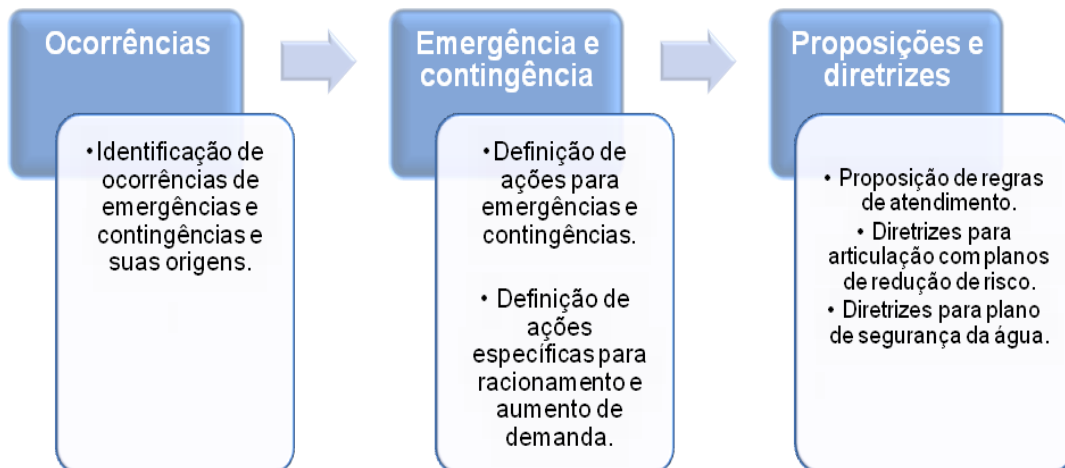 Ocorrências
• Identificação de
ocorrências de
emergências e
contingências e
suas origens.
Emergência e
contingência
• Definição de
ações para
emergências e
contingências.
• Definição de
ações
específicas para
racionamento e
aumento de
demanda.
Proposições e
diretrizes
• Proposição de regras
de atendimento.
• Diretrizes para
articulação com planos
de redução de risco.
• Diretrizes para plano
de segurança da água.